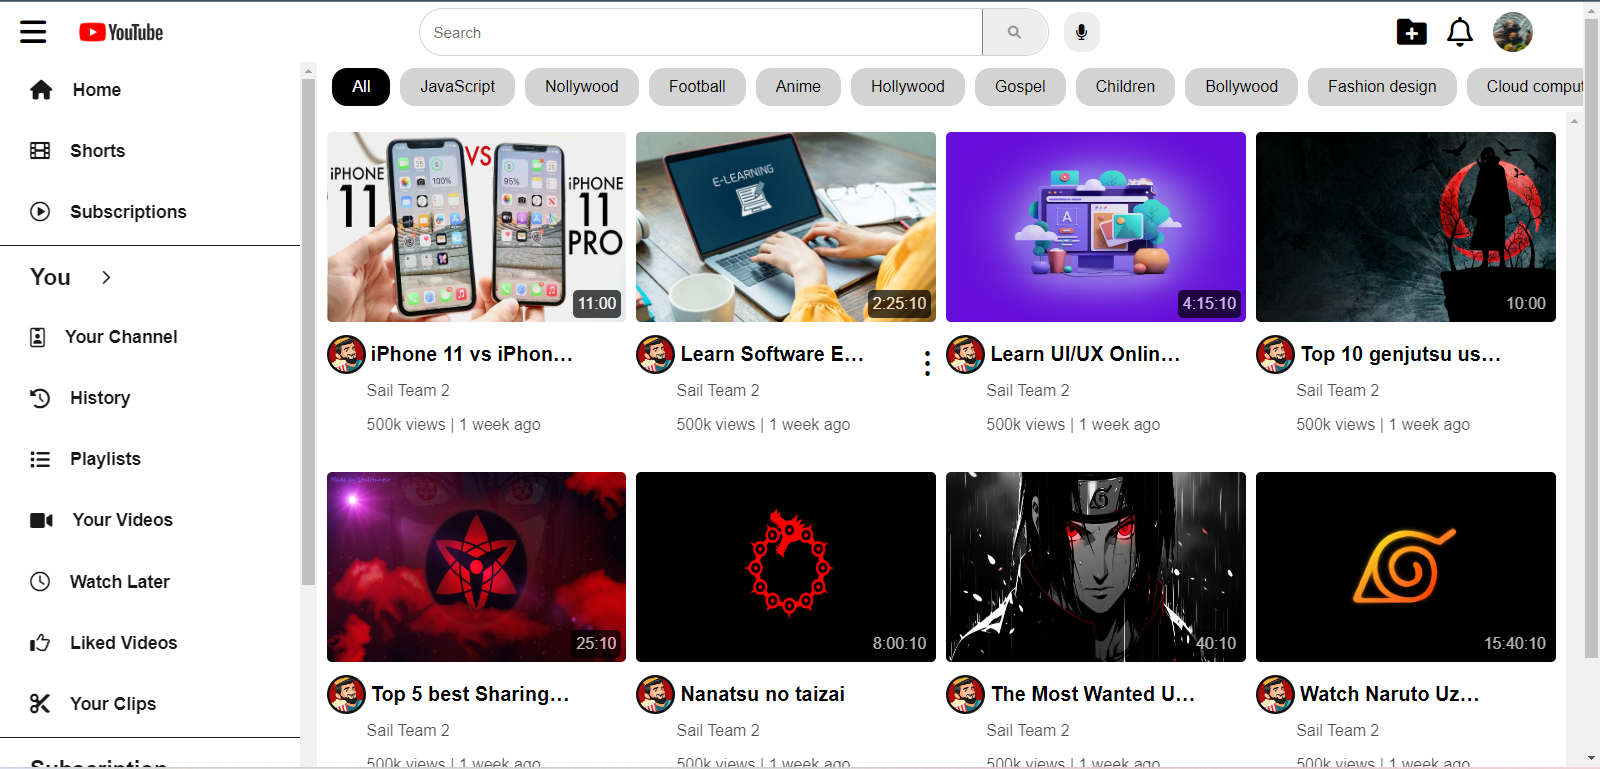 YouTube
Search
Home
Shorts
Subscriptions
You
Your Channel
History
Playlists
Your Videos
Watch Later
Liked Videos
Your Clips
Subscription
All
JavaScript
Nollywood
Football
Anime
Hollywood
Gospel
Children
Bollywood
Fashion design
Cloud comput
iPHONE
11
VS
iPHONE
11
PRO
100%
95%
11:00
E-LEARNING
2:25:10
A
4:15:10
10:00
iPhone 11 vs iPhon...
Sail Team 2
500k views | 1 week ago
Learn Software E...
Sail Team 2
500k views | 1 week ago
Learn UI/UX Onlin...
Sail Team 2
500k views | 1 week ago
Top 10 genjutsu us...
Sail Team 2
500k views | 1 week ago
25:10
8:00:10
40:10
15:40:10
Top 5 best Sharing...
Sail Team 2
500k views | 1 week ago
Nanatsu no taizai
Sail Team 2
500k views | 1 week ago
The Most Wanted U...
Sail Team 2
500k views | 1 week ago
Watch Naruto Uz...
Sail Team 2
500k views | 1 week ago